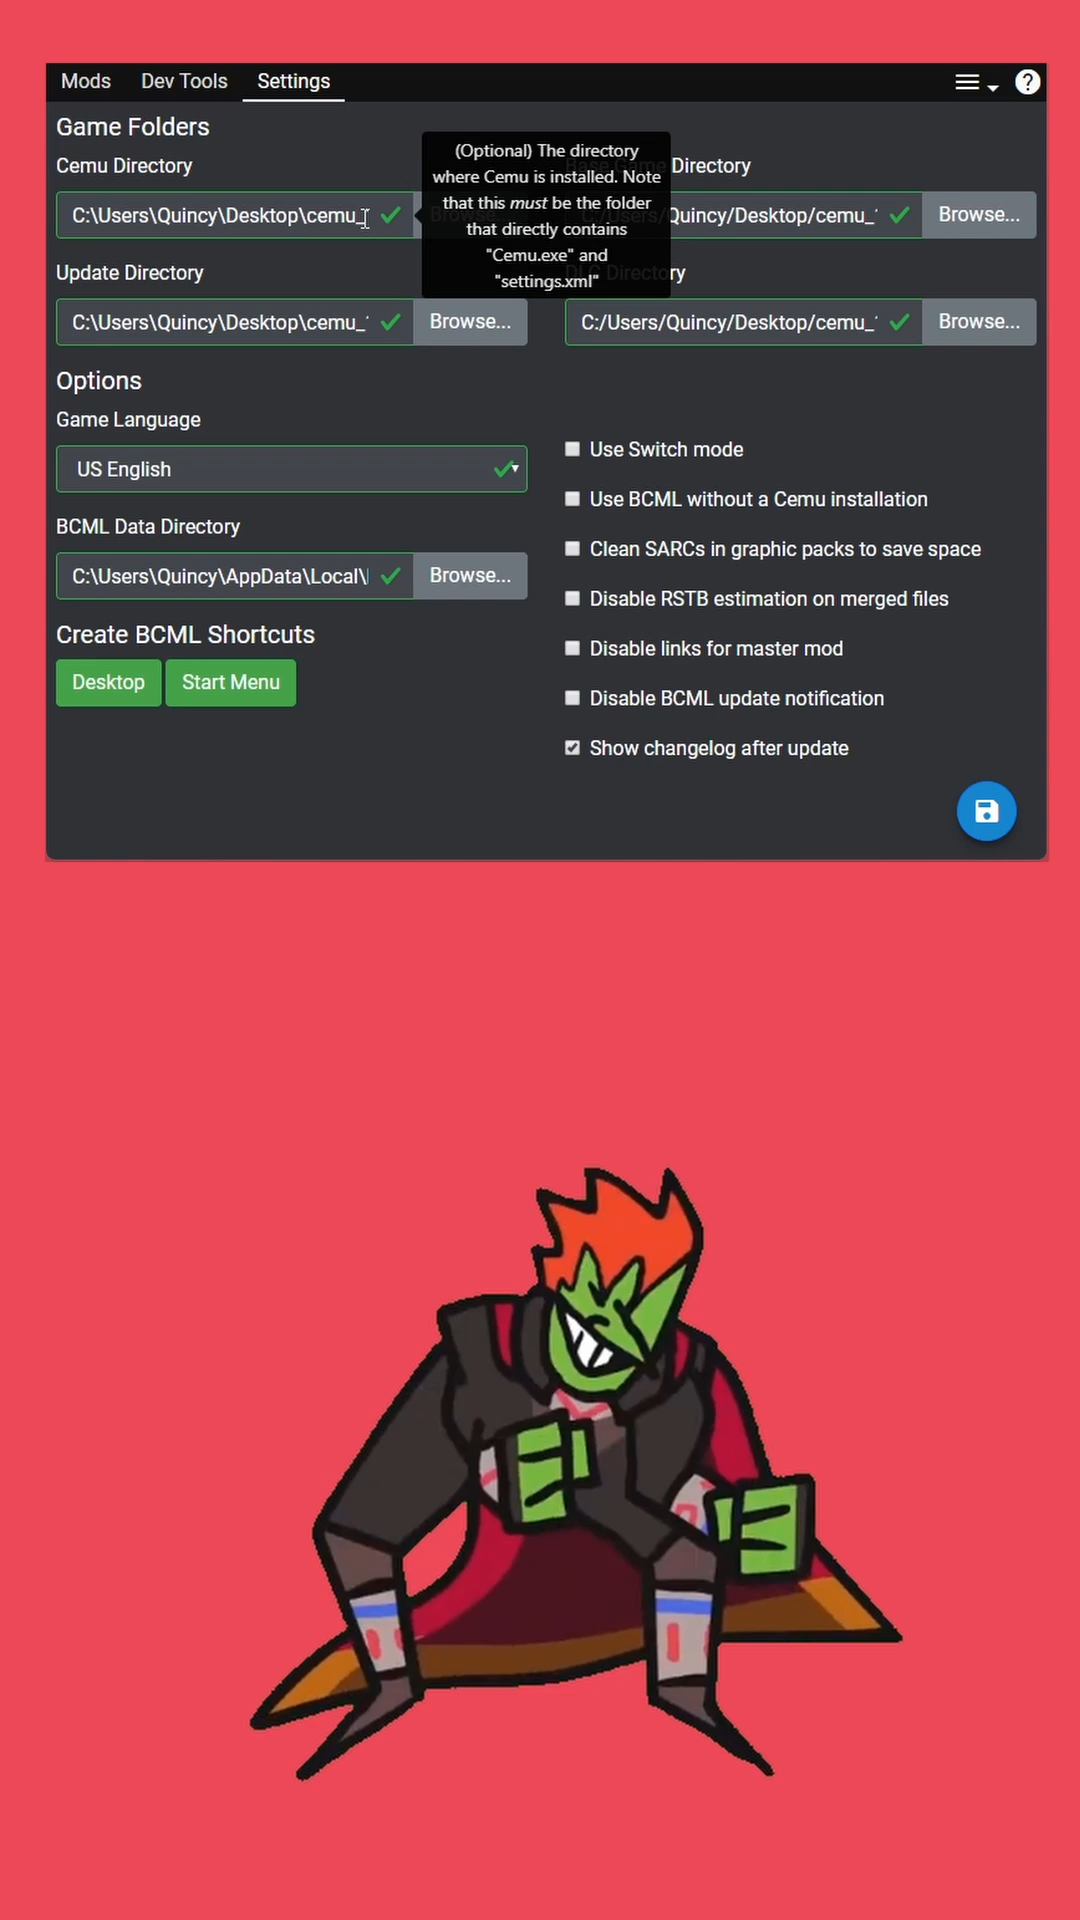 Mods Dev Tools Settings
Game Folders
Cemu Directory
Directory
(Optional) The directory
where Cemu is installed. Note
that this must be the folder
that directly contains
"Cemu.exe" and
"settings.xml"
C:\Users\Quincy\Desktop\cemu_
Quincy/Desktop/cemu_
Browse...
Update Directory
C:\Users\Quincy\Desktop\cemu_
Browse...
C:/Users/Quincy/Desktop/cemu_
Browse...
Options
Game Language
US English
BCML Data Directory
C:\Users\Quincy\AppData\Local\
Browse...
Create BCML Shortcuts
Desktop Start Menu
Use Switch mode
Use BCML without a Cemu installation
Clean SARCs in graphic packs to save space
Disable RSTB estimation on merged files
Disable links for master mod
Disable BCML update notification
Show changelog after update